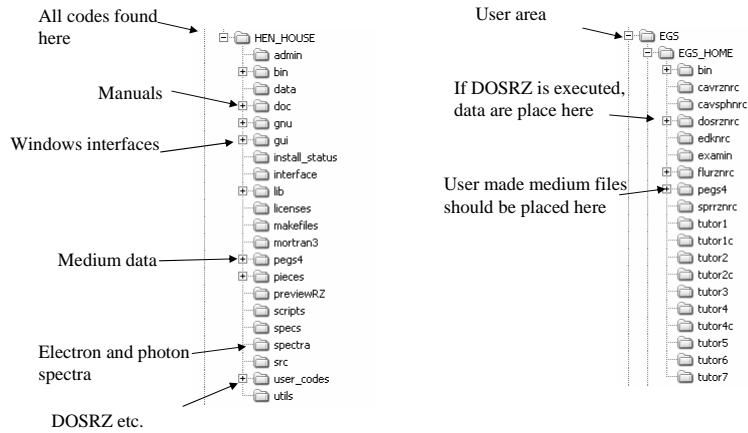 All codes found
here
HEN_HOUSE
admin
bin
data
Manuals
doc
gnu
Windows interfaces
gui
install_status
interface
lib
licenses
makefiles
mortran3
Medium data
pegs4
pieces
previewRZ
scripts
specs
Electron and photon
spectra
spectra
src
user_codes
utils
DOSRZ etc.
User area
EGS
EGS_HOME
bin
If DOSRZ is executed,
data are place here
cavrznrc
cavsphnrc
dosrznrc
edknrc
examin
flurznrc
User made medium files
should be placed here
pegs4
sprrznrc
tutor1
tutor1c
tutor2
tutor2c
tutor3
tutor4
tutor4c
tutor5
tutor6
tutor7